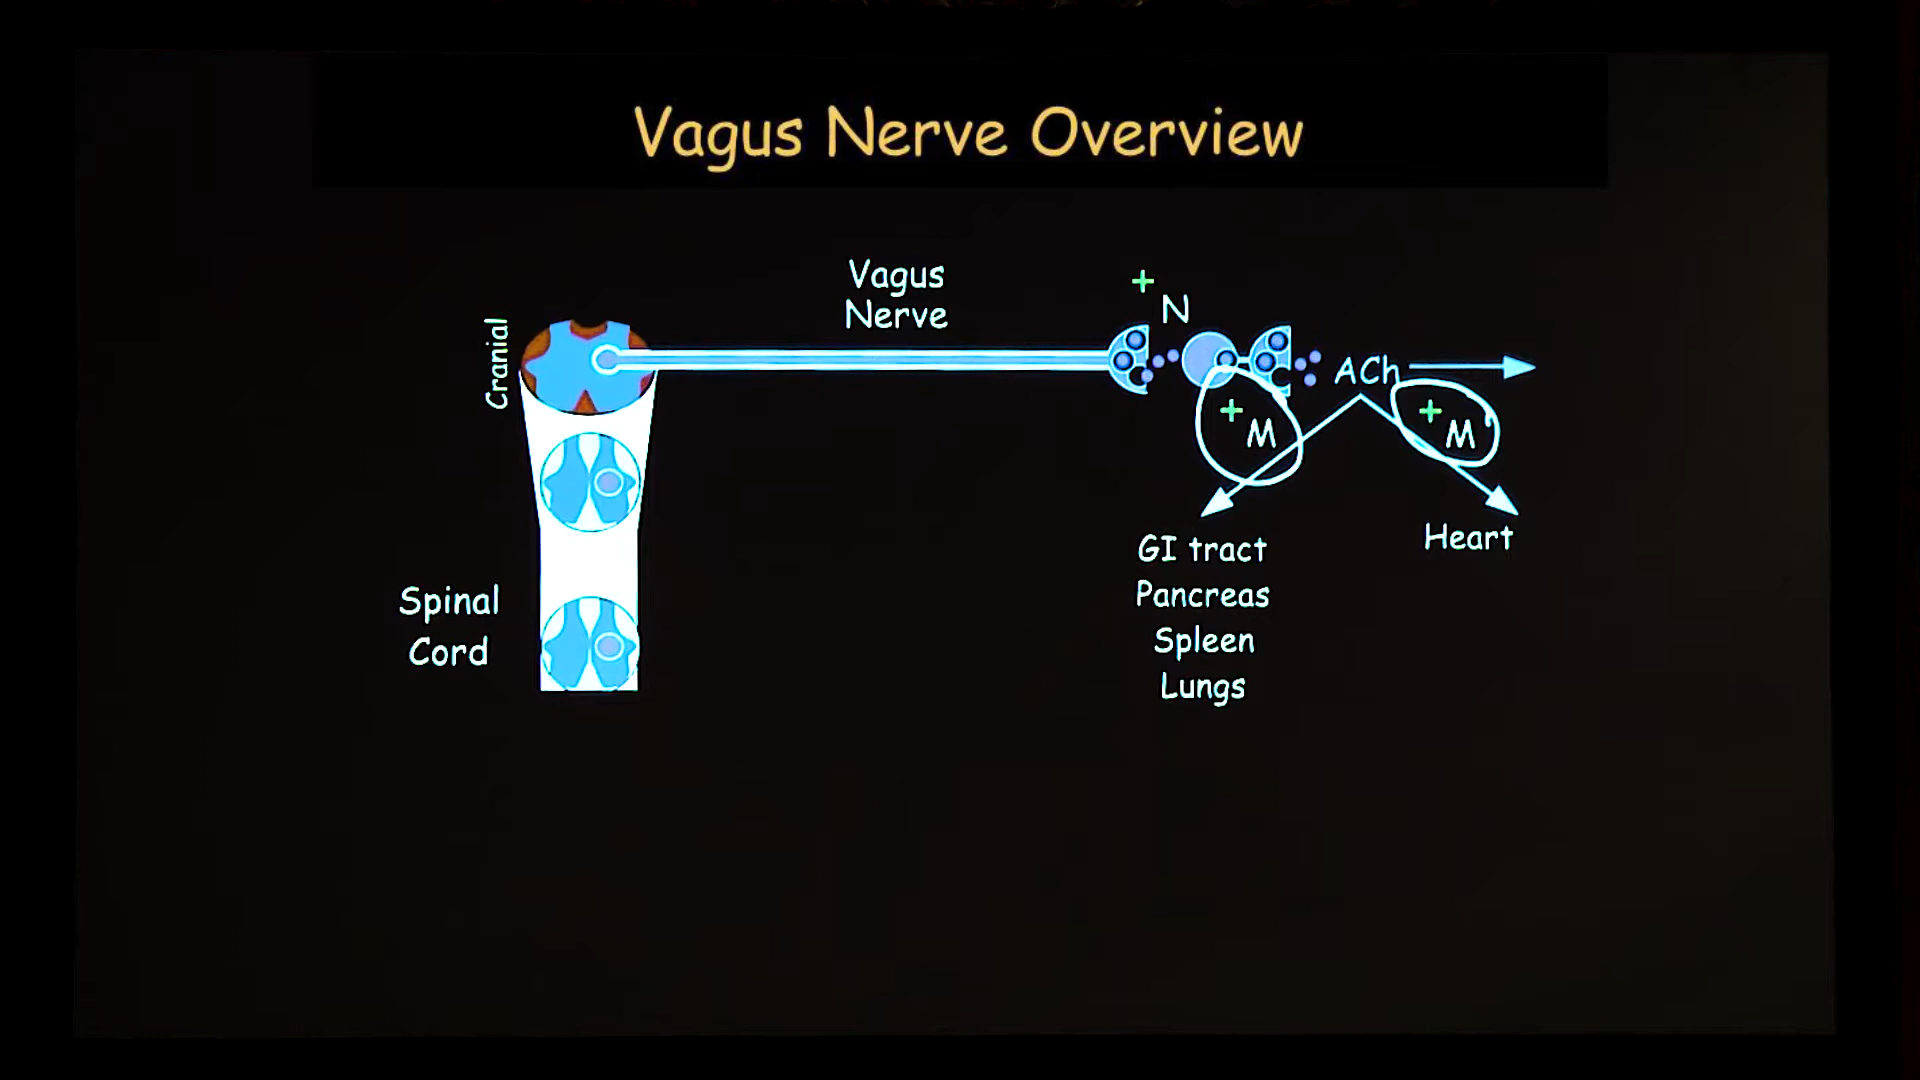 Vagus Nerve Overview
Cranial
Vagus
Nerve
+
N
ACh
+
M
+
M
GI tract
Pancreas
Spleen
Lungs
Heart
Spinal
Cord